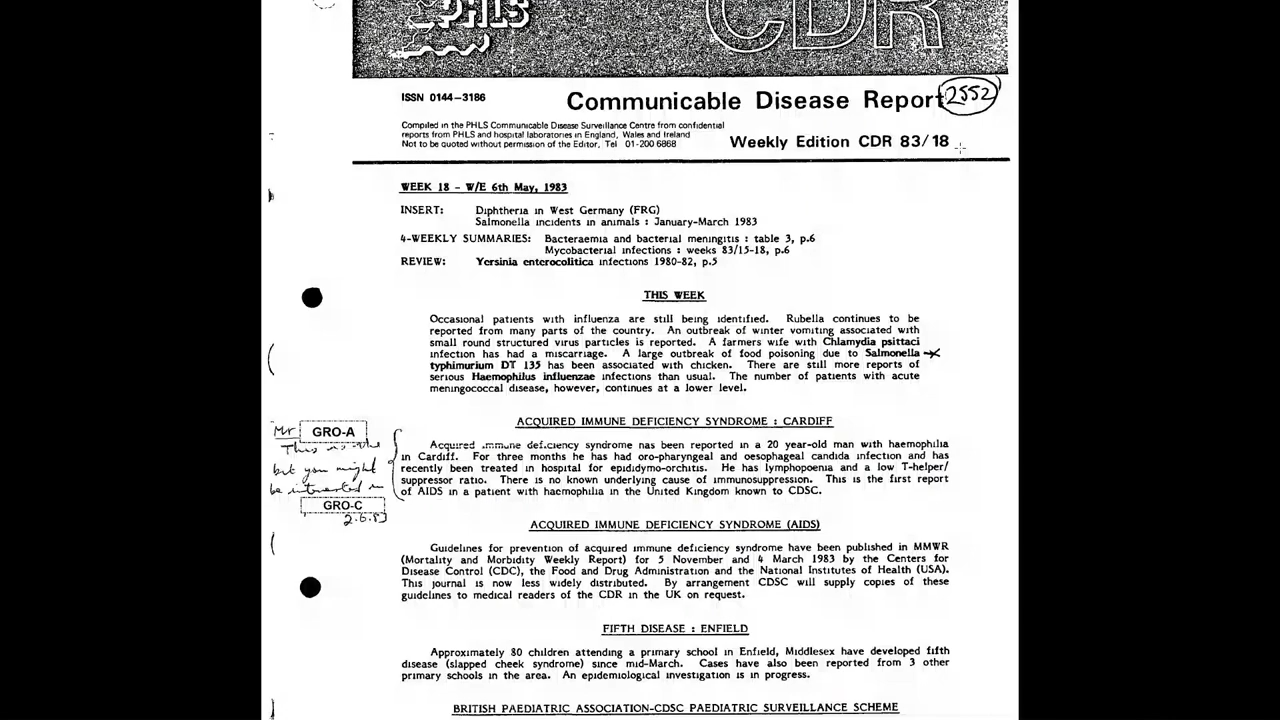 PHLS
CDR
ISSN 0144-3186
Communicable Disease Report
2552
Compiled in the PHLS Communicable Disease Surveillance Centre from confidential
reports from PHLS and hospital laboratories in England, Wales and Ireland
Not to be quoted without permission of the Editor, Tel 01-200 6868
Weekly Edition CDR 83/18
WEEK 18 - W/E 6th May, 1983
INSERT: Diphtheria in West Germany (FRG)
Salmonella incidents in animals : January-March 1983
4-WEEKLY SUMMARIES: Bacteraemia and bacterial meningitis : table 3, p.6
Mycobacterial infections : weeks 83/15-18, p.6
REVIEW: Yersinia enterocolitica infections 1980-82, p.5
THIS WEEK
Occasional patients with influenza are still being identified. Rubella continues to be
reported from many parts of the country. An outbreak of winter vomiting associated with
small round structured virus particles is reported. A farmers wife with Chlamydia psittaci
infection has had a miscarriage. A large outbreak of food poisoning due to Salmonella
typhimurium DT 135 has been associated with chicken. There are still more reports of
serious Haemophilus influenzae infections than usual. The number of patients with acute
meningococcal disease, however, continues at a lower level.
ACQUIRED IMMUNE DEFICIENCY SYNDROME : CARDIFF
Mr GRO-A
This is
but you might
be interested in
GRO-C
2.6.83
Acquired immune deficiency syndrome has been reported in a 20 year-old man with haemophilia
in Cardiff. For three months he has had oro-pharyngeal and oesophageal candida infection and has
recently been treated in hospital for epididymo-orchitis. He has lymphopoenia and a low T-helper/
suppressor ratio. There is no known underlying cause of immunosuppression. This is the first report
of AIDS in a patient with haemophilia in the United Kingdom known to CDSC.
ACQUIRED IMMUNE DEFICIENCY SYNDROME (AIDS)
Guidelines for prevention of acquired immune deficiency syndrome have been published in MMWR
(Mortality and Morbidity Weekly Report) for 5 November and 4 March 1983 by the Centers for
Disease Control (CDC), the Food and Drug Administration and the National Institutes of Health (USA).
This journal is now less widely distributed. By arrangement CDSC will supply copies of these
guidelines to medical readers of the CDR in the UK on request.
FIFTH DISEASE : ENFIELD
Approximately 80 children attending a primary school in Enfield, Middlesex have developed fifth
disease (slapped cheek syndrome) since mid-March. Cases have also been reported from 3 other
primary schools in the area. An epidemiological investigation is in progress.
BRITISH PAEDIATRIC ASSOCIATION-CDSC PAEDIATRIC SURVEILLANCE SCHEME